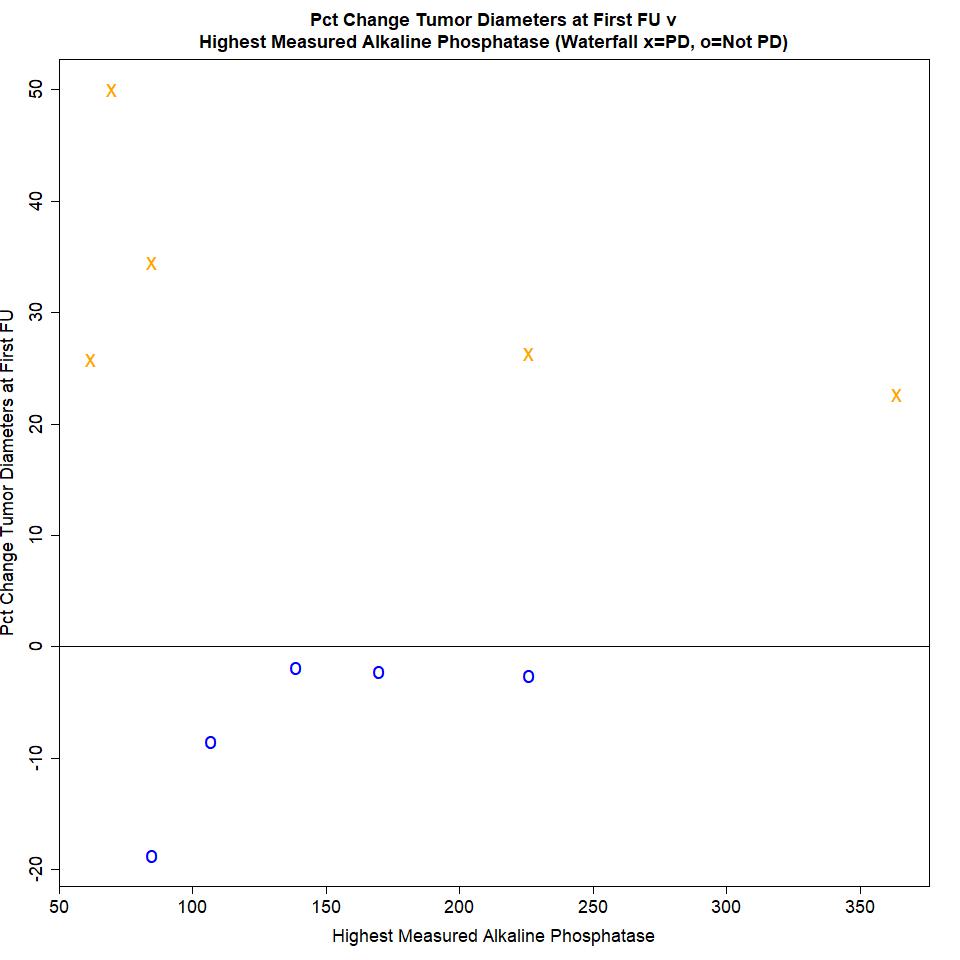 Pct Change Tumor Diameters at First FU v
Highest Measured Alkaline Phosphatase (Waterfall x=PD, o=Not PD)
Pct Change Tumor Diameters at First FU
50
40
30
20
10
0
-10
-20
X
X
X
X
X
O
O
O
O
O
50 100 150 200 250 300 350
Highest Measured Alkaline Phosphatase